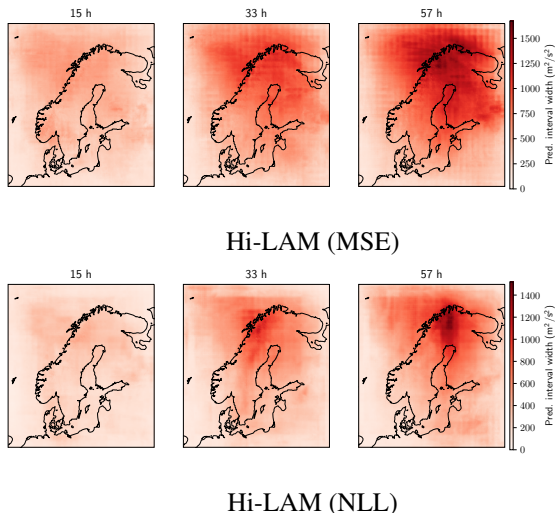 15 h 33 h 57 h
1500
1250
1000
750
500
250
0
Pred. interval width (m²/s²)
Hi-LAM (MSE)
15 h 33 h 57 h
1400
1200
1000
800
600
400
200
0
Pred. interval width (m²/s²)
Hi-LAM (NLL)